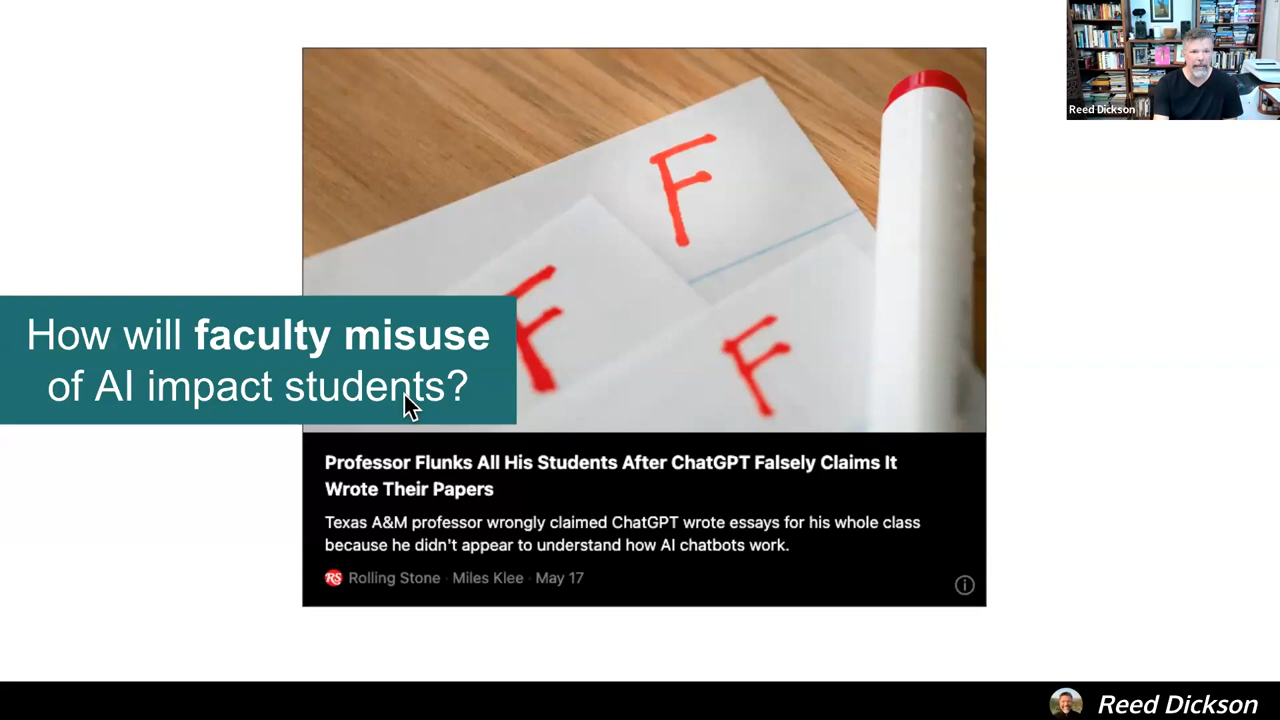 Reed Dickson
F
F
F
How will faculty misuse
of AI impact students?
Professor Flunks All His Students After ChatGPT Falsely Claims It
Wrote Their Papers
Texas A&M professor wrongly claimed ChatGPT wrote essays for his whole class
because he didn't appear to understand how AI chatbots work.
RS Rolling Stone · Miles Klee · May 17
Reed Dickson